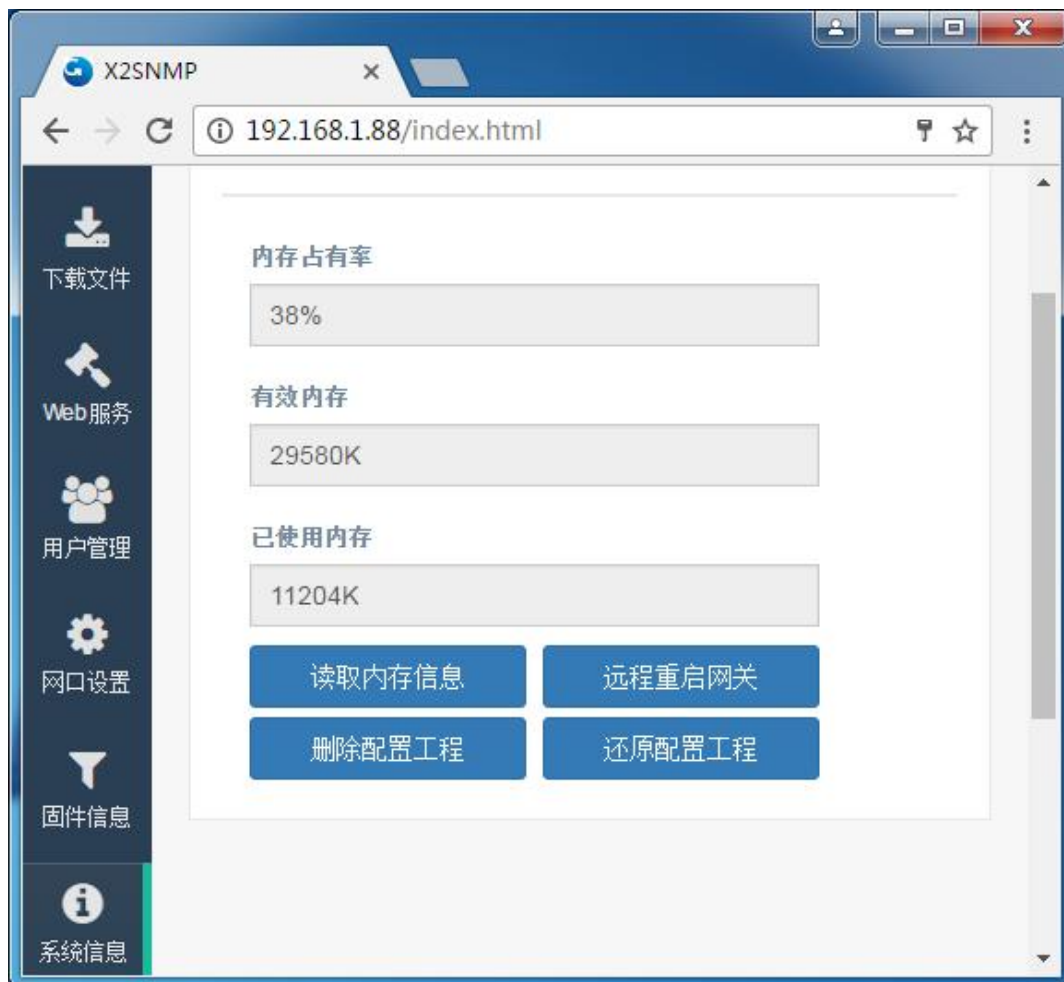 X2SNMP
192.168.1.88/index.html
下载文件
Web服务
用户管理
网口设置
固件信息
系统信息
内存占有率
38%
有效内存
29580K
已使用内存
11204K
读取内存信息
远程重启网关
删除配置工程
还原配置工程